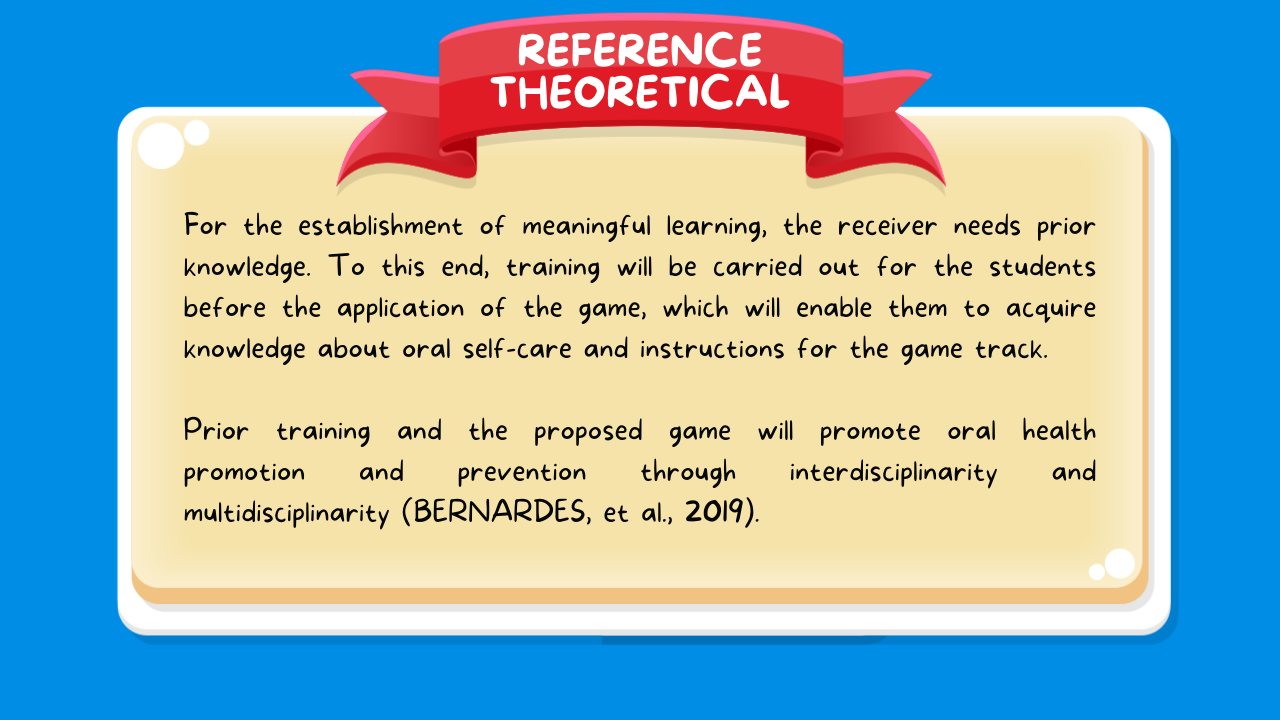 REFERENCE
THEORETICAL
For the establishment of meaningful learning, the receiver needs prior
knowledge. To this end, training will be carried out for the students
before the application of the game, which will enable them to acquire
knowledge about oral self-care and instructions for the game track.
Prior training and the proposed game will promote oral health
promotion and prevention through interdisciplinarity and
multidisciplinarity (BERNARDES, et al., 2019).